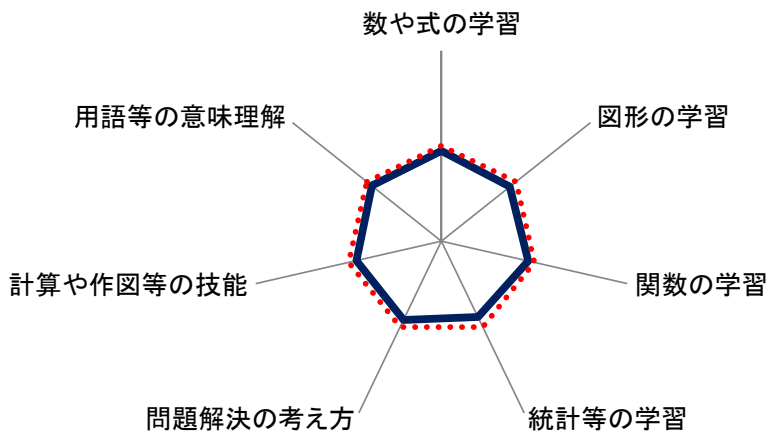 数や式の学習
用語等の意味理解
図形の学習
計算や作図等の技能
関数の学習
問題解決の考え方
統計等の学習